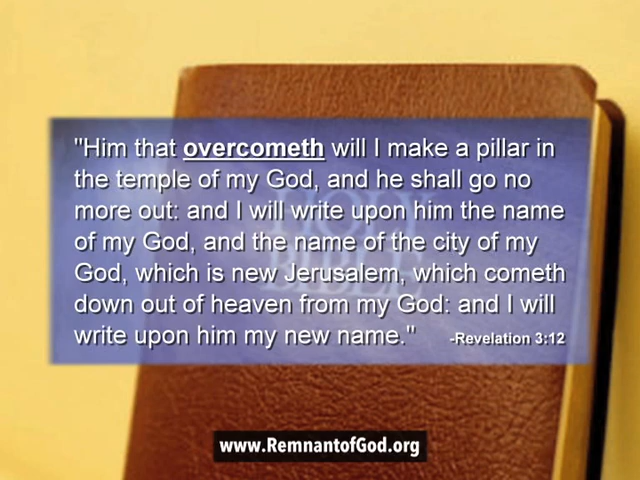 "Him that overcometh will I make a pillar in
the temple of my God, and he shall go no
more out: and I will write upon him the name
of my God, and the name of the city of my
God, which is new Jerusalem, which cometh
down out of heaven from my God: and I will
write upon him my new name." -Revelation 3:12
HOLY
BIBLE
www.RemnantofGod.org